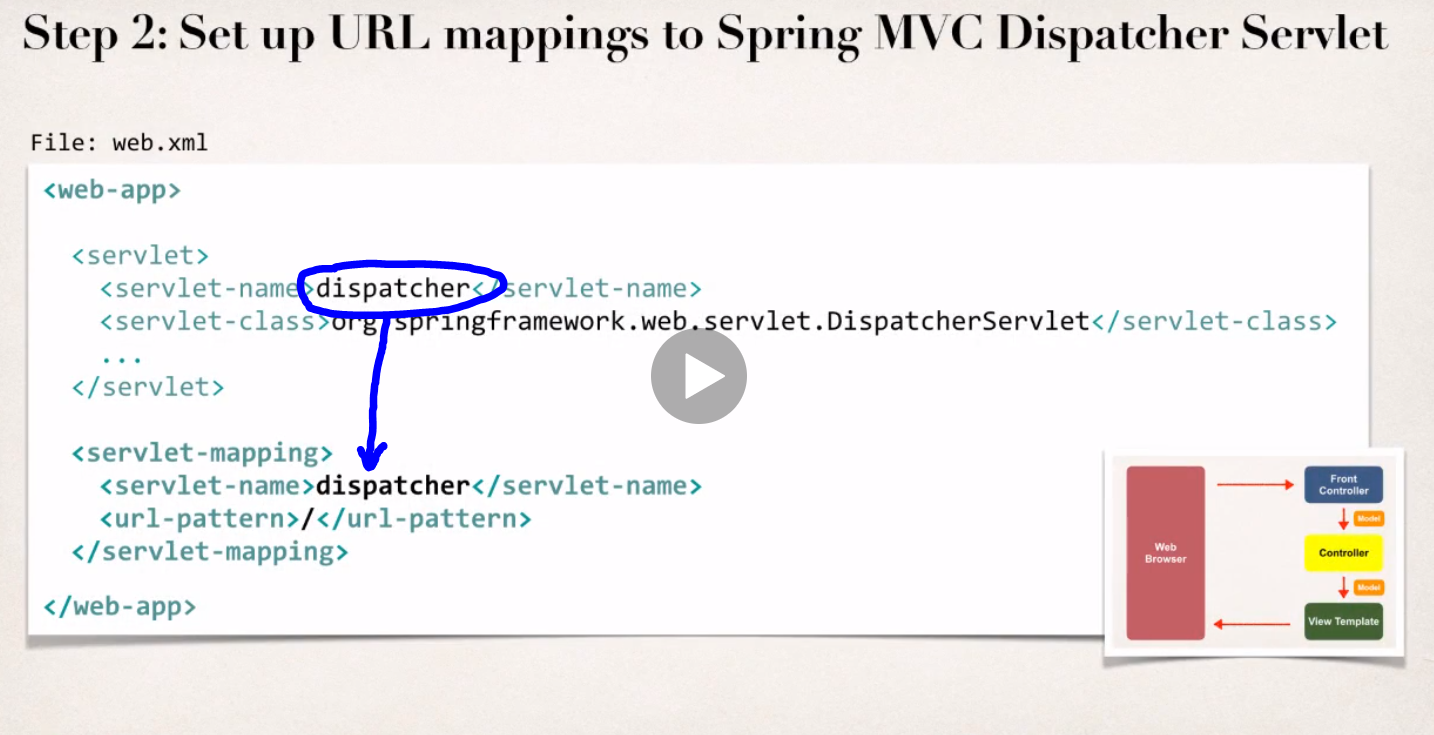 Step 2: Set up URL mappings to Spring MVC Dispatcher Servlet
File: web.xml
<web-app>
<servlet>
<servlet-name>dispatcher</servlet-name>
<servlet-class>org.springframework.web.servlet.DispatcherServlet</servlet-class>
...
</servlet>
<servlet-mapping>
<servlet-name>dispatcher</servlet-name>
<url-pattern>/</url-pattern>
</servlet-mapping>
</web-app>
Web
Browser
Front
Controller
Model
Controller
Model
View Template